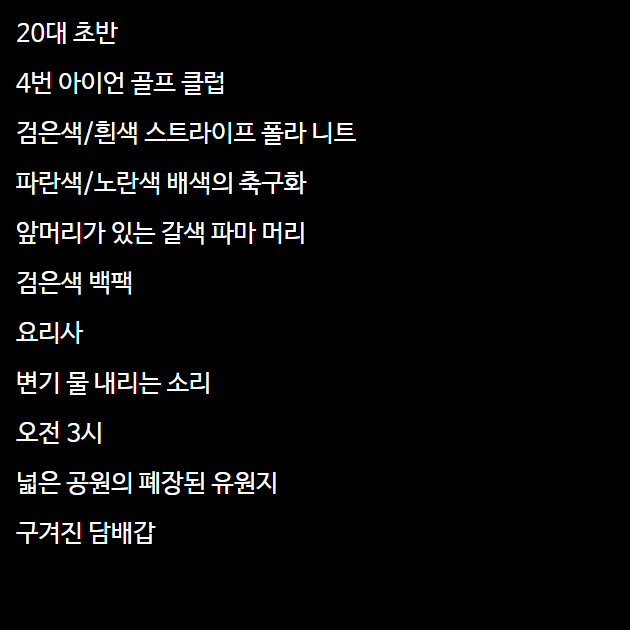 20대 초반
4번 아이언 골프 클럽
검은색/흰색 스트라이프 폴라 니트
파란색/노란색 배색의 축구화
앞머리가 있는 갈색 파마 머리
검은색 백팩
요리사
변기 물 내리는 소리
오전 3시
넓은 공원의 폐장된 유원지
구겨진 담배갑